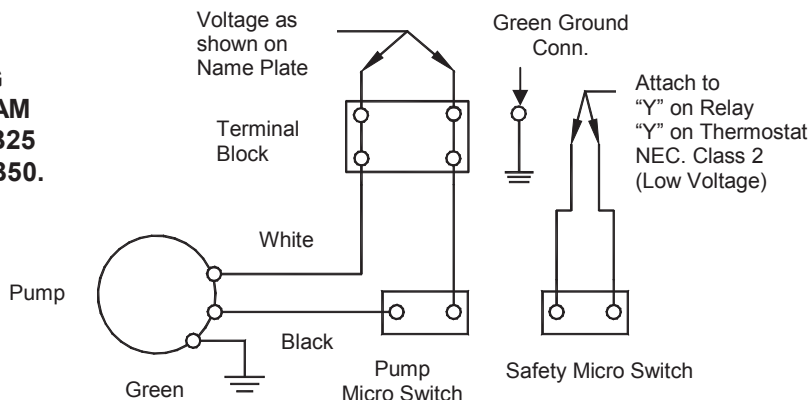 AM
325
350.
Voltage as
shown on
Name Plate
Green Ground
Conn.
Attach to
“Y” on Relay
“Y” on Thermostat
NEC. Class 2
(Low Voltage)
Terminal
Block
White
Pump
Black
Green
Pump
Micro Switch
Safety Micro Switch